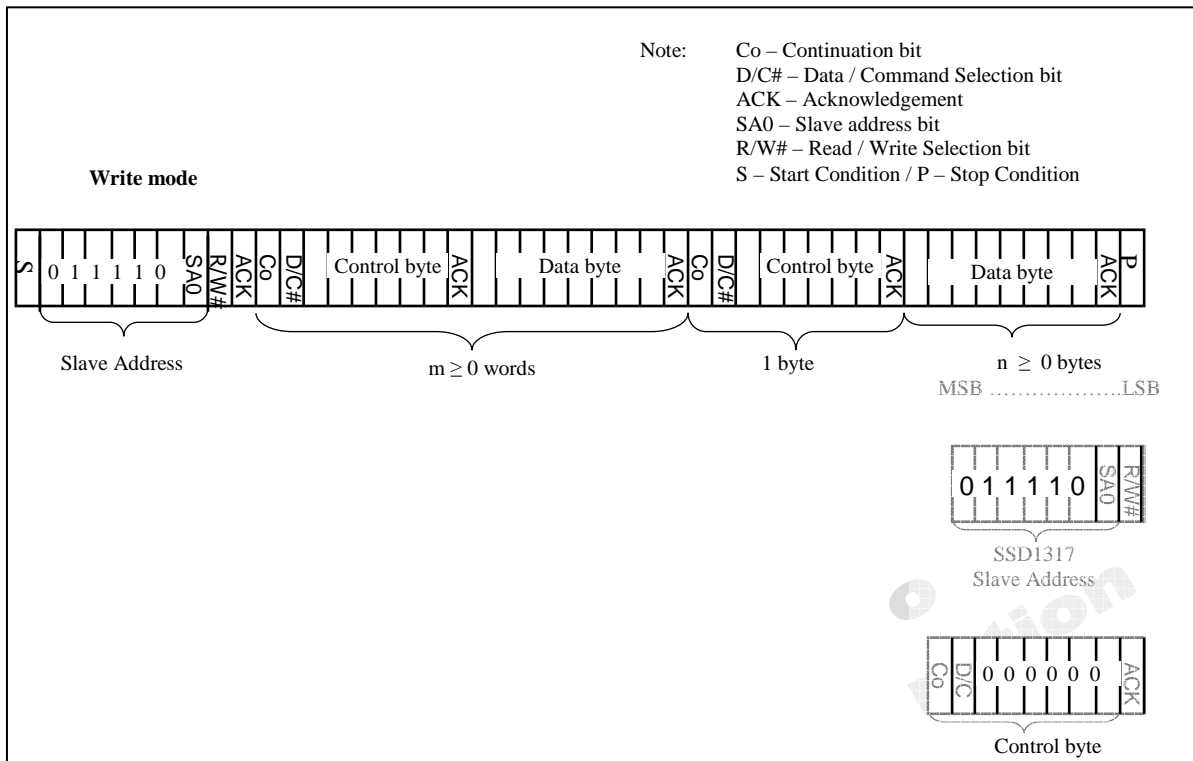 Note: Co – Continuation bit
D/C# – Data / Command Selection bit
ACK – Acknowledgement
SA0 – Slave address bit
R/W# – Read / Write Selection bit
S – Start Condition / P – Stop Condition
Write mode
S 0 1 1 1 1 0 SA0 R/W# ACK Co D/C# Control byte ACK Data byte ACK Co D/C# Control byte ACK Data byte ACK P
Slave Address m ≥ 0 words 1 byte n ≥ 0 bytes
MSB ………………….LSB
0 1 1 1 1 0 SA0 R/W#
SSD1317
Slave Address
Co D/C 0 0 0 0 0 0 ACK
Control byte